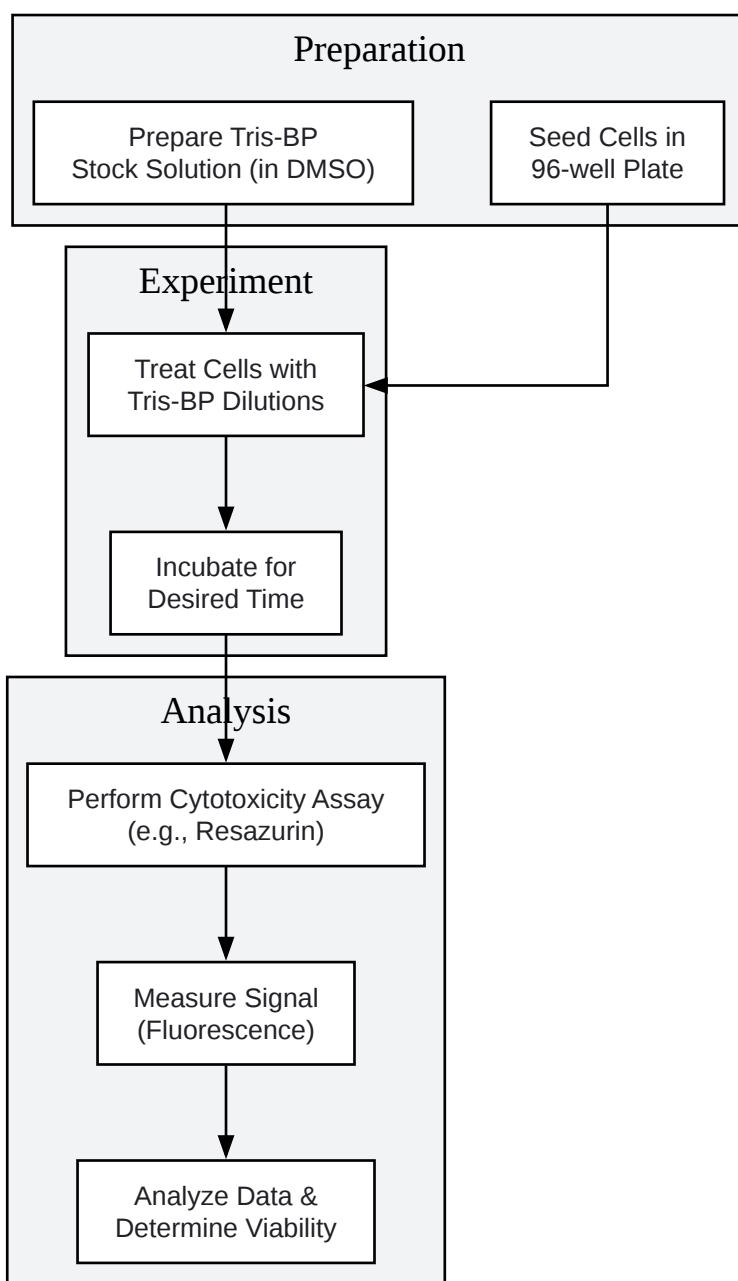 Preparation
Prepare Tris-BP
Stock Solution (in DMSO)
Seed Cells in
96-well Plate
Experiment
Treat Cells with
Tris-BP Dilutions
Incubate for
Desired Time
Analysis
Perform Cytotoxicity Assay
(e.g., Resazurin)
Measure Signal
(Fluorescence)
Analyze Data &
Determine Viability